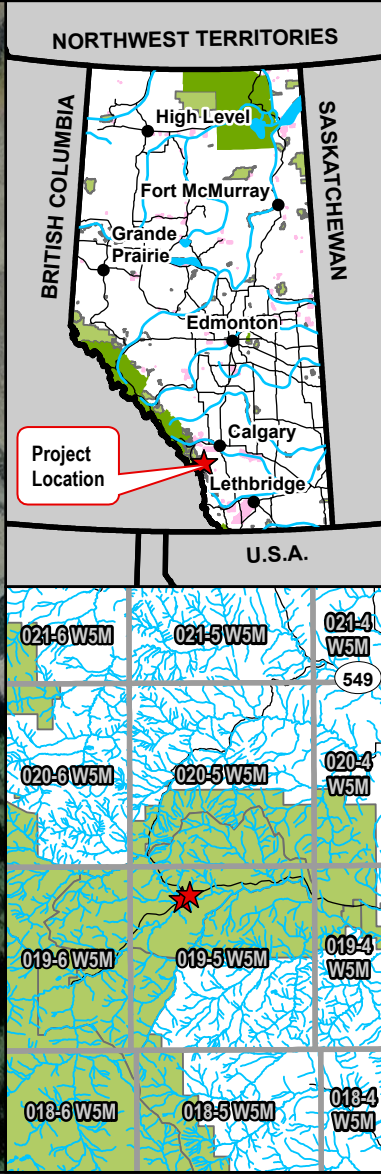 NORTHWEST TERRITORIES
BRITISH COLUMBIA
SASKATCHEWAN
High Level
Fort McMurray
Grande
Prairie
Edmonton
Calgary
Project
Location
Lethbridge
U.S.A.
021-6 W5M
021-5 W5M
021-4
W5M
549
020-6 W5M
020-5 W5M
020-4
W5M
019-6 W5M
019-5 W5M
019-4
W5M
018-6 W5M
018-5 W5M
018-4
W5M